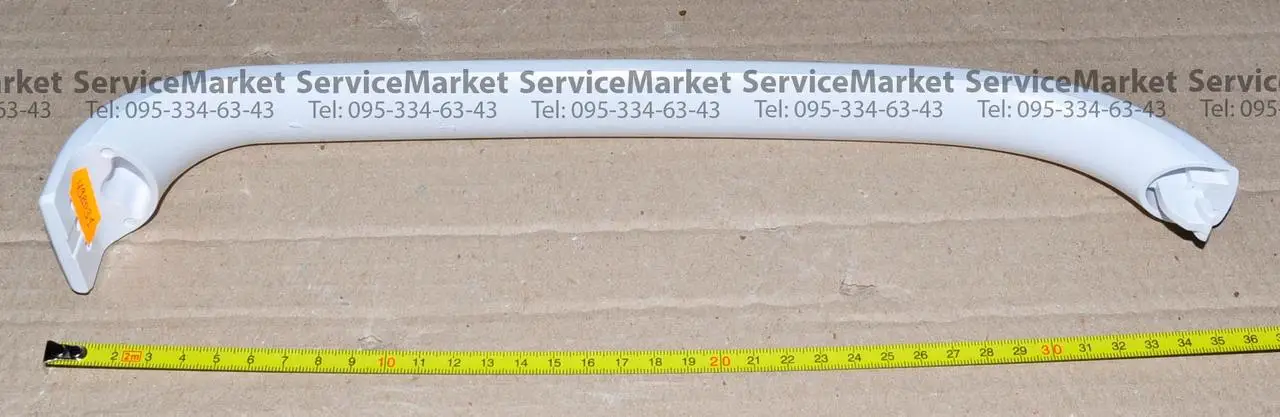 arket ServiceMarket ServiceMarket ServiceMarket ServiceMarket ServiceMarket Servic
63-43 Tel: 095-334-63-43 Tel: 095-334-63-43 Tel: 095-334-63-43 Tel: 095-334-63-43 Tel: 095-334-63-43 Tel: 095
2 2m 3 4 5 6 7 8 9 10 11 12 13 14 15 16 17 18 19 20 21 22 23 24 25 26 27 28 29 30 31 32 33 34 35 36